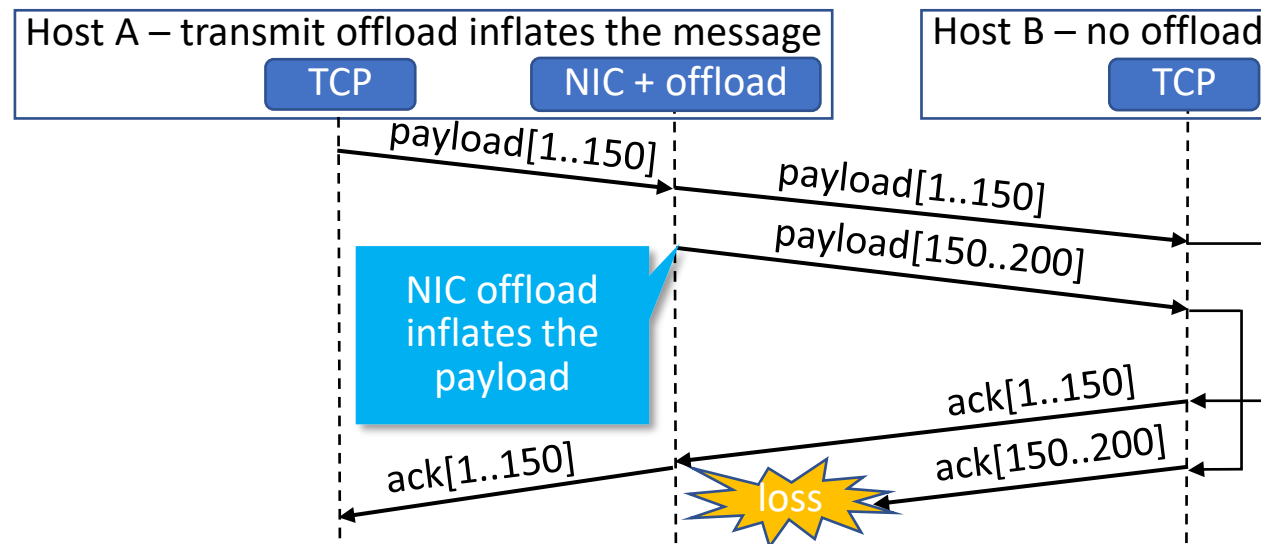 Host A – transmit offload inflates the message
Host B – no offload
TCP
NIC + offload
TCP
payload[1..150]
payload[1..150]
payload[150..200]
NIC offload
inflates the
payload
ack[1..150]
ack[150..200]
ack[1..150]
loss